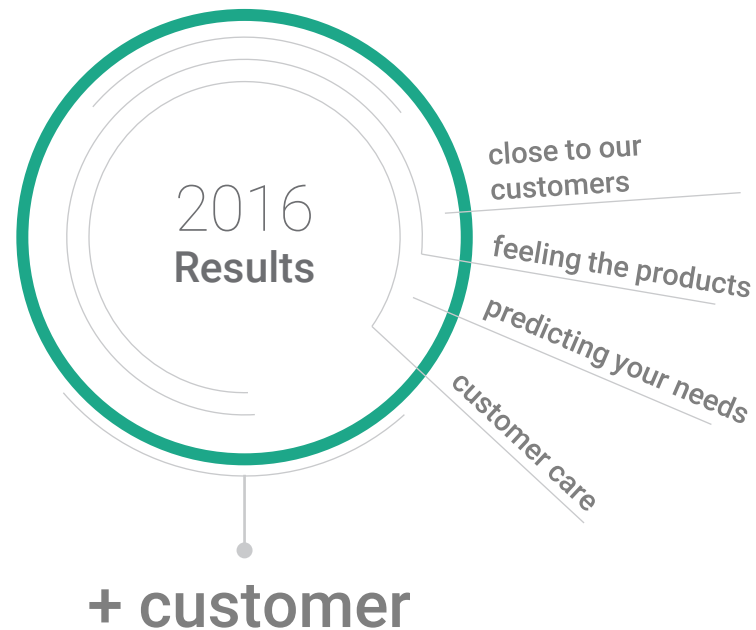 2016
Results
close to our
customers
feeling the products
predicting your needs
customer care
+ customer